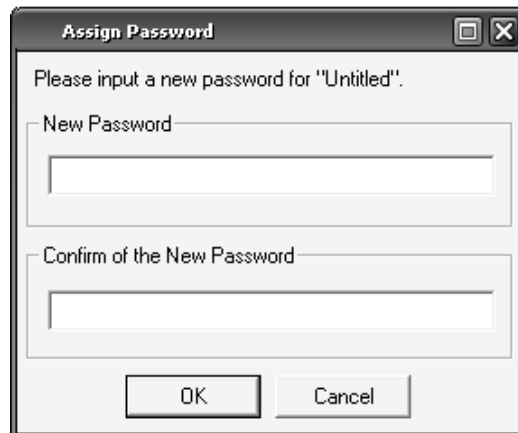 Assign Password
Please input a new password for "Untitled".
New Password
Confirm of the New Password
OK
Cancel